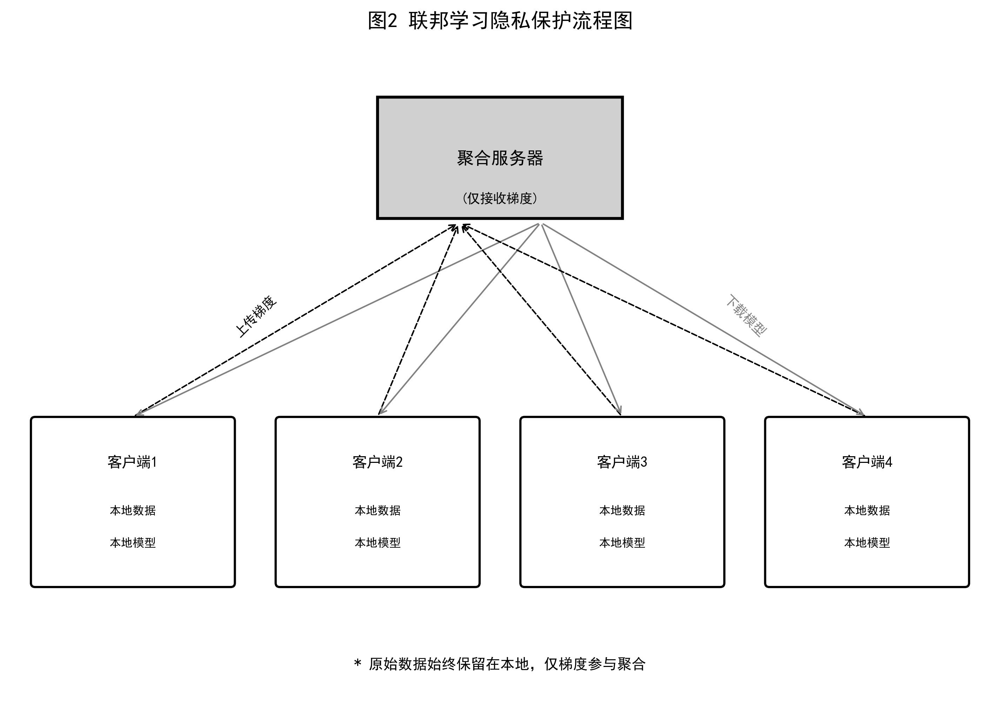 图2 联邦学习隐私保护流程图
聚合服务器
(仅接收梯度)
上传梯度
下载模型
客户端1
本地数据
本地模型
客户端2
本地数据
本地模型
客户端3
本地数据
本地模型
客户端4
本地数据
本地模型
* 原始数据始终保留在本地，仅梯度参与聚合